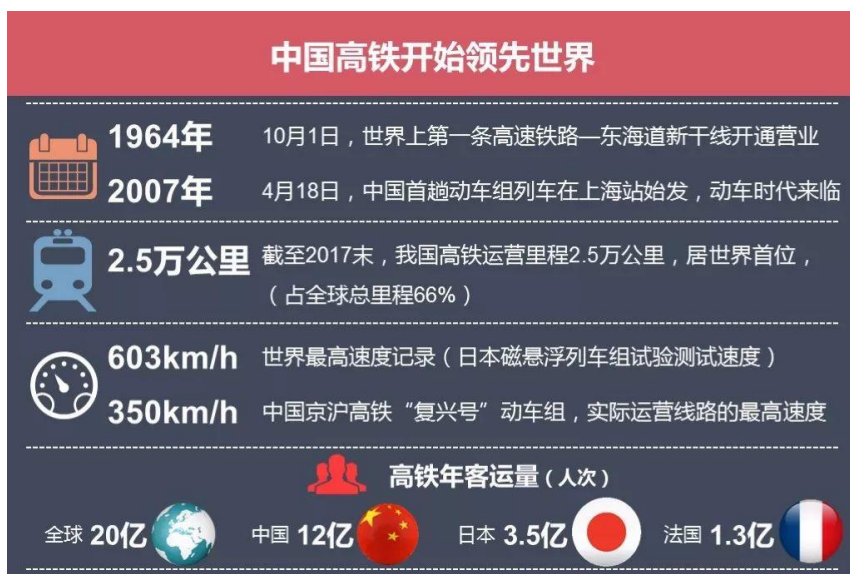 中国高铁开始领先世界
1964年 10月1日，世界上第一条高速铁路—东海道新干线开通营业
2007年 4月18日，中国首趟动车组列车在上海站始发，动车时代来临
2.5万公里 截至2017末，我国高铁运营里程2.5万公里，居世界首位，
（占全球总里程66%）
603km/h 世界最高速度记录（日本磁悬浮列车组试验测试速度）
350km/h 中国京沪高铁“复兴号”动车组，实际运营线路的最高速度
高铁年客运量（人次）
全球 20亿 中国 12亿 日本 3.5亿 法国 1.3亿